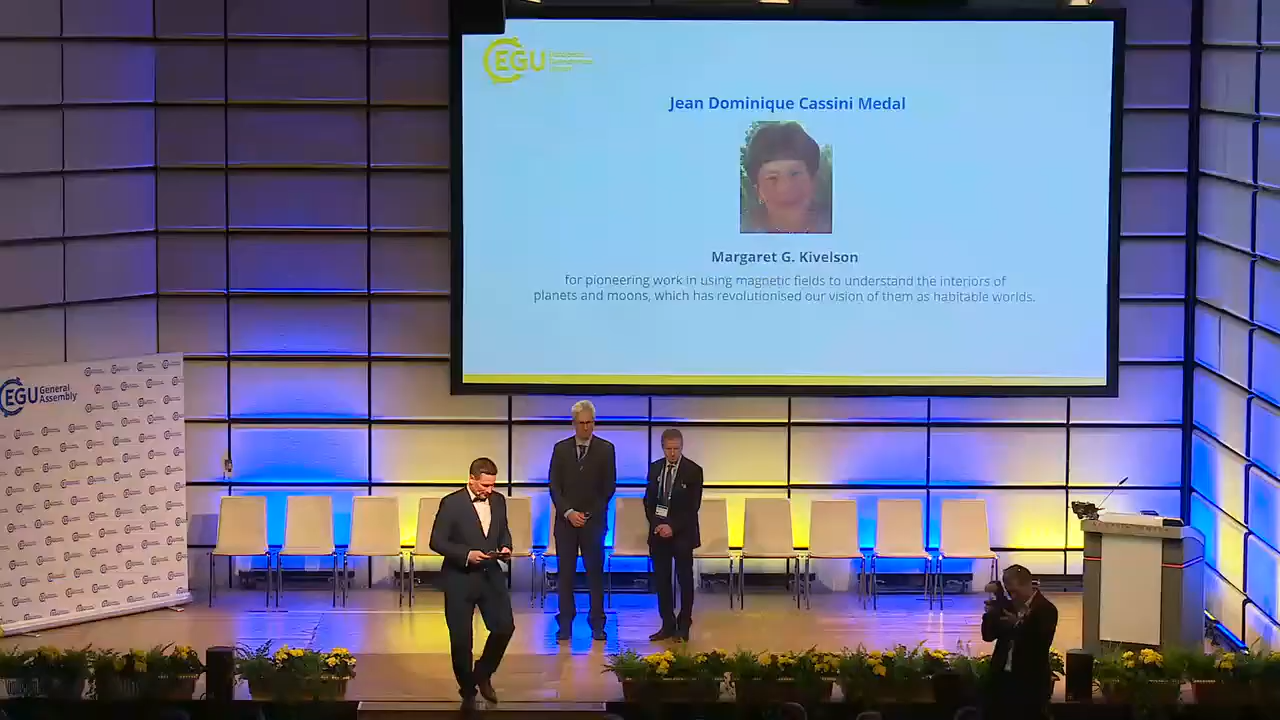 EGU
Jean Dominique Cassini Medal
Margaret G. Kivelson
for pioneering work in using magnetic fields to understand the interiors of
planets and moons, which has revolutionised our vision of them as habitable worlds.
EGU General
Assembly